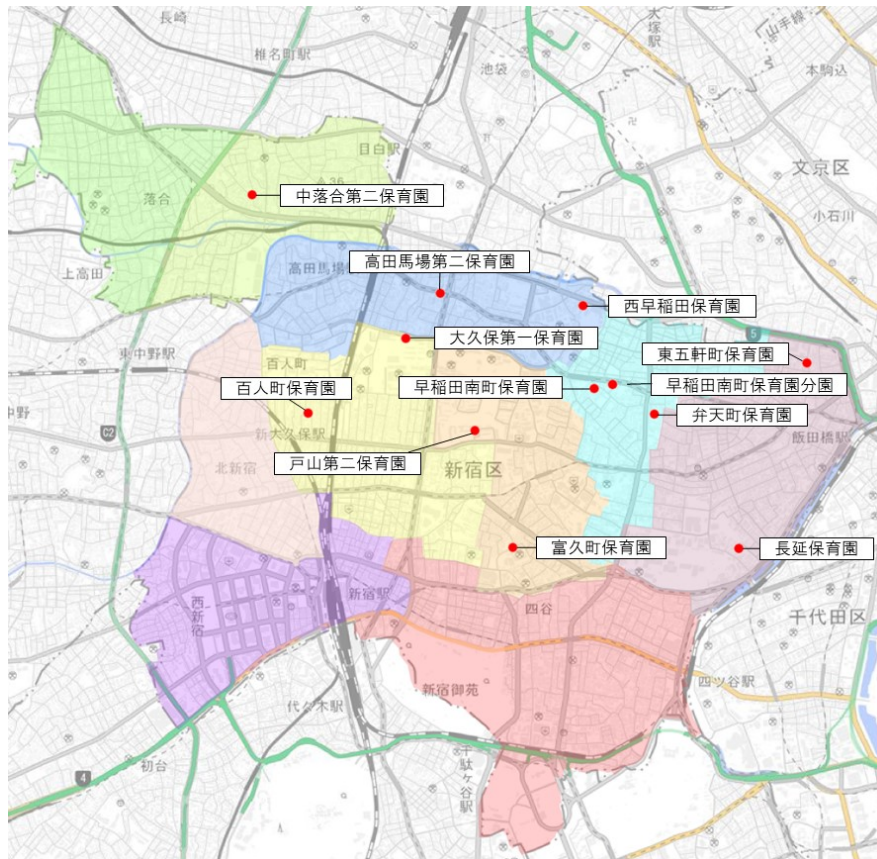 長崎
椎名町駅
池袋
大塚駅
山手線
本駒込
目白駅
文京区
小石川
落合
中落合第二保育園
上高田
高田馬場
高田馬場第二保育園
西早稲田保育園
大久保第一保育園
東中野駅
百人町
5
東五軒町保育園
百人町保育園
早稲田南町保育園
早稲田南町保育園分園
弁天町保育園
中野
C2
新大久保駅
飯田橋駅
北新宿
戸山第二保育園
新宿区
富久町保育園
長延保育園
西新宿
新宿駅
四谷
千代田区
新宿御苑
四ツ谷駅
代々木駅
初台
4
千駄ヶ谷駅